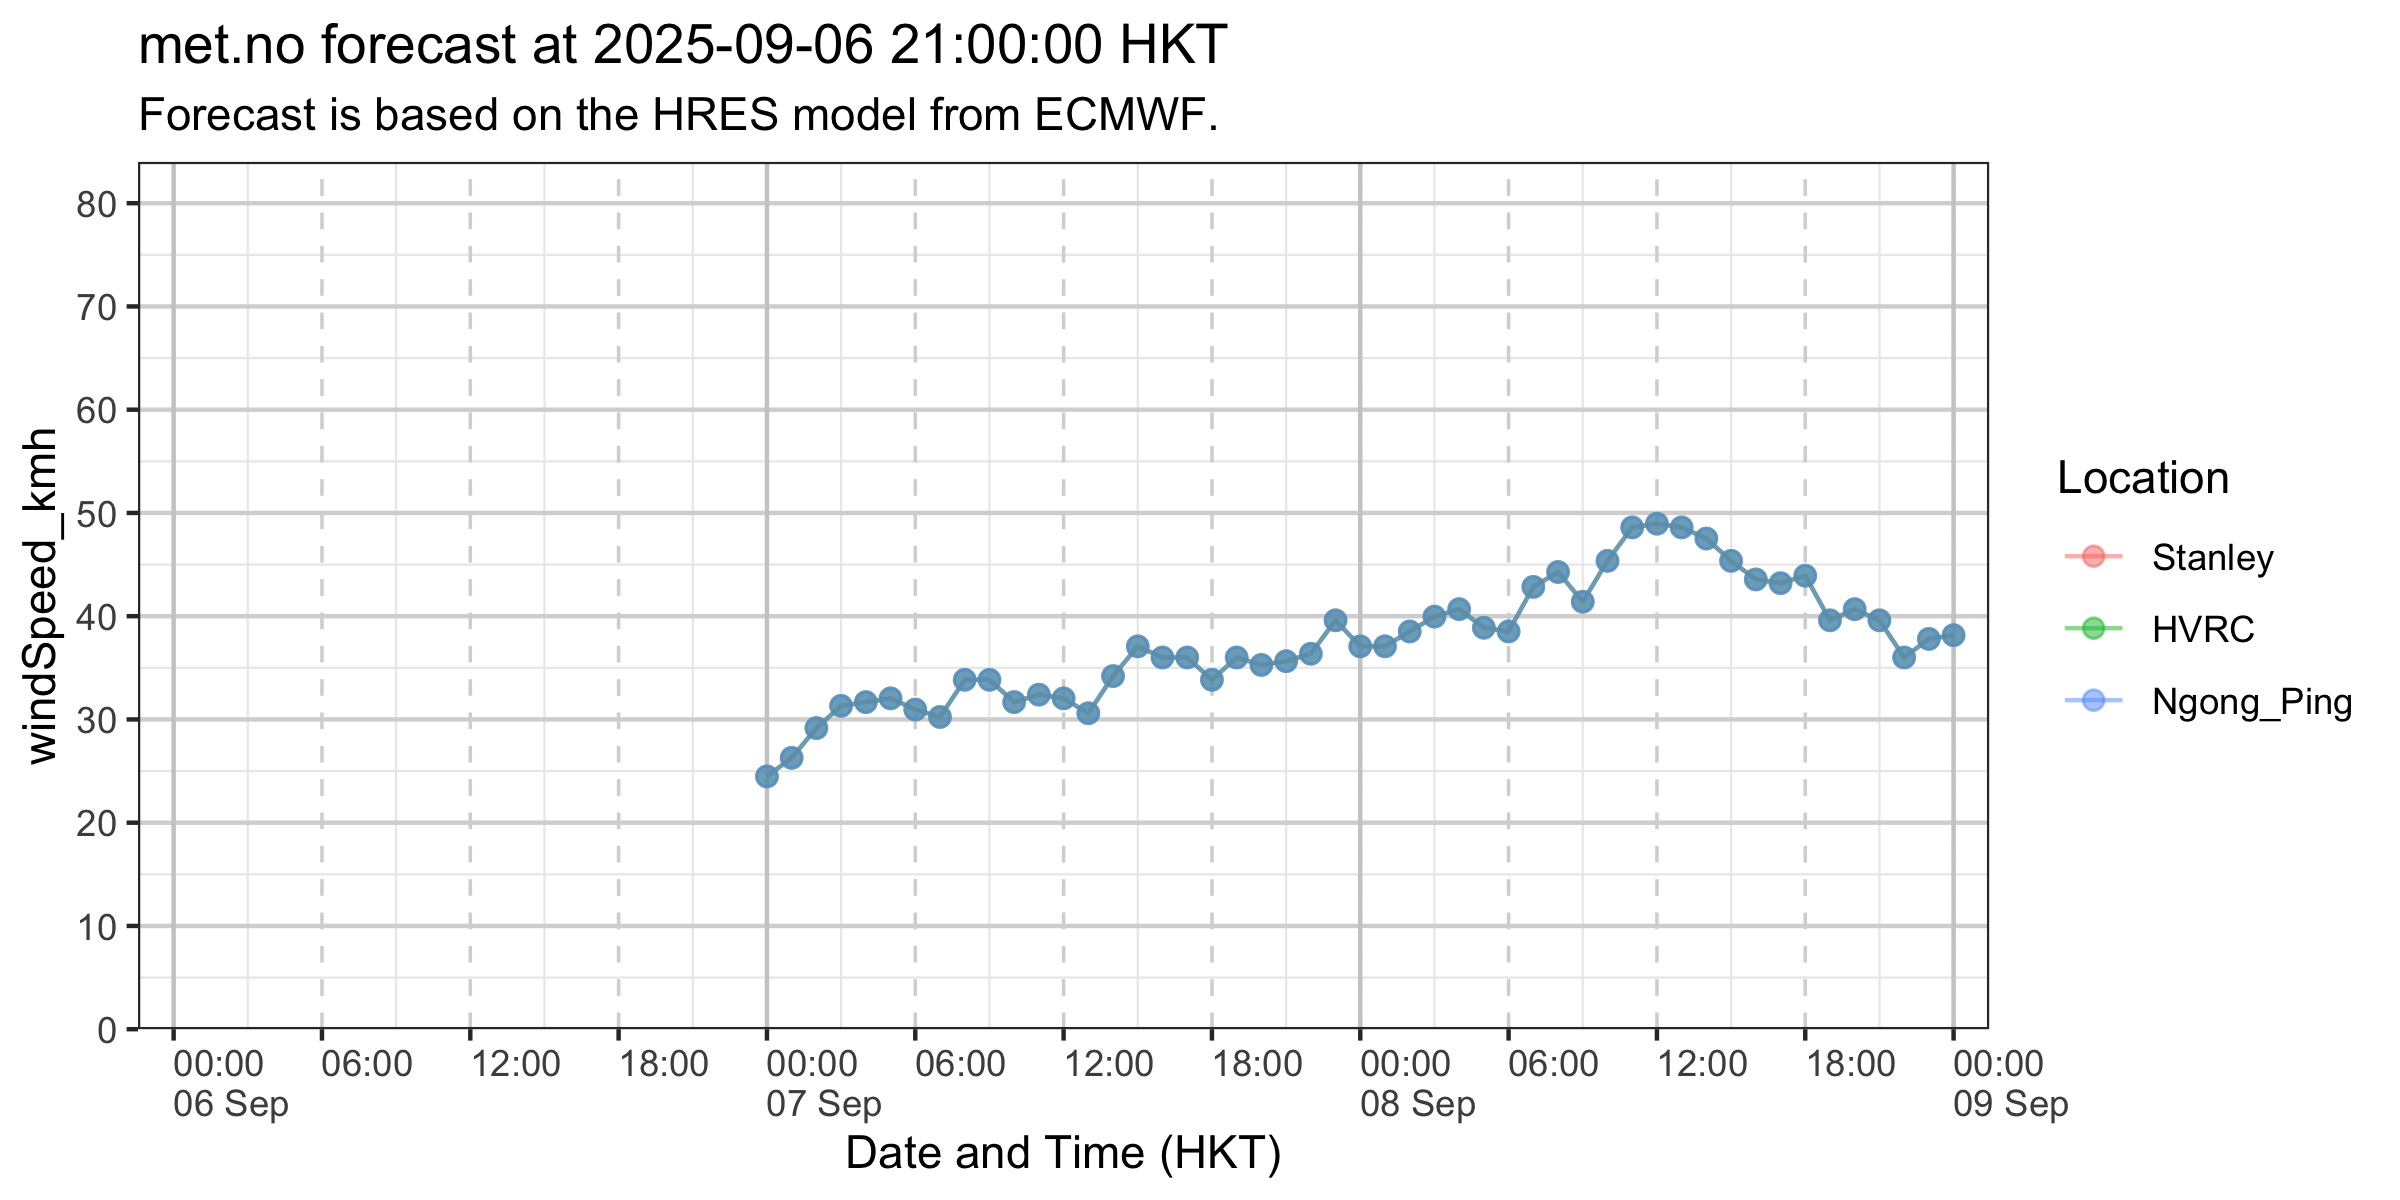 met.no forecast at 2025-09-06 21:00:00 HKT
Forecast is based on the HRES model from ECMWF.
windSpeed_kmh
80
70
60
50
40
30
20
10
0
00:00 06:00 12:00 18:00 00:00 06:00 12:00 18:00 00:00 06:00 12:00 18:00 00:00
06 Sep 07 Sep 08 Sep 09 Sep
Date and Time (HKT)
Location
Stanley
HVRC
Ngong_Ping